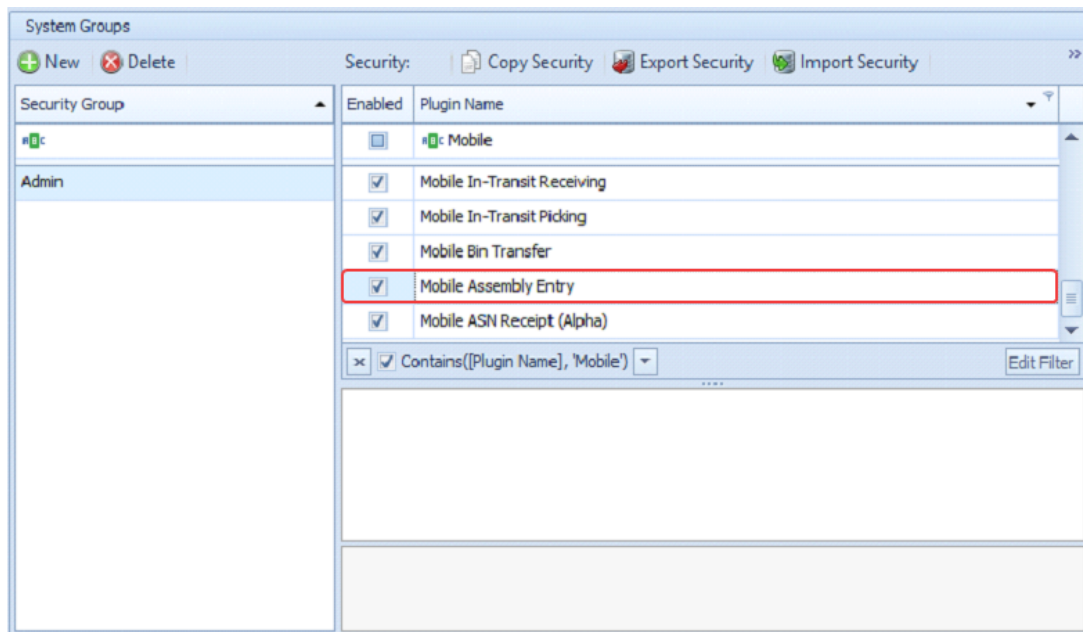 System Groups
New Delete Security: Copy Security Export Security Import Security »
Security Group Enabled Plugin Name
ABC ABC Mobile
Admin Mobile In-Transit Receiving
Mobile In-Transit Picking
Mobile Bin Transfer
Mobile Assembly Entry
Mobile ASN Receipt (Alpha)
Contains([Plugin Name], 'Mobile') Edit Filter